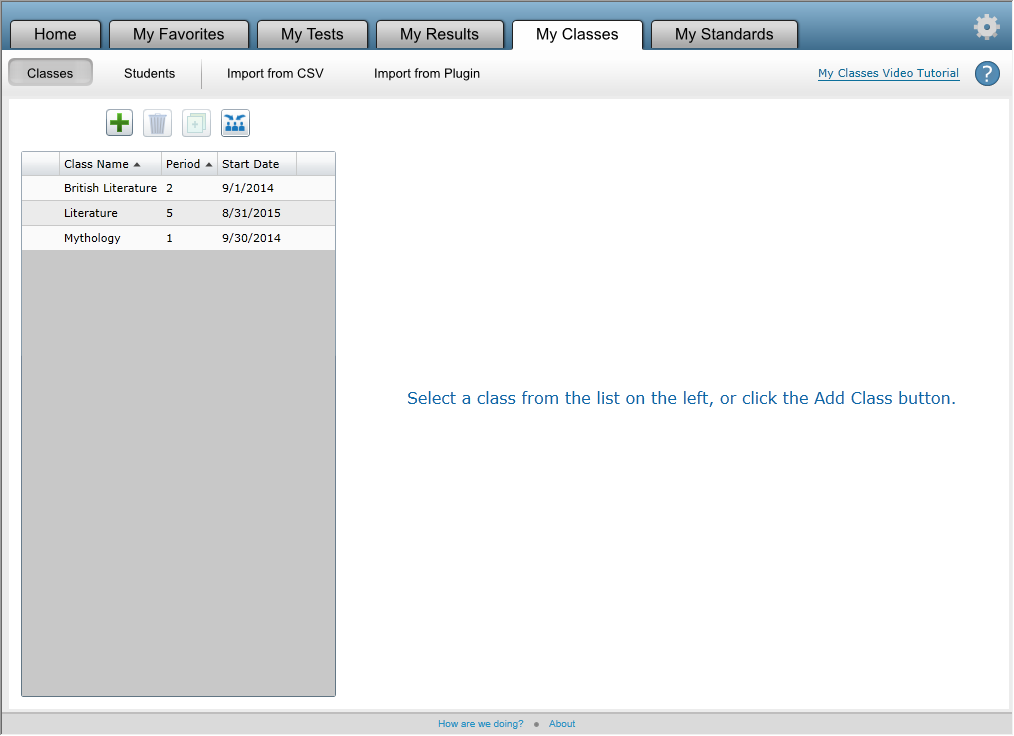 Home My Favorites My Tests My Results My Classes My Standards
Classes Students Import from CSV Import from Plugin My Classes Video Tutorial ?
Class Name Period Start Date
British Literature 2 9/1/2014
Literature 5 8/31/2015
Mythology 1 9/30/2014
Select a class from the list on the left, or click the Add Class button.
How are we doing? About